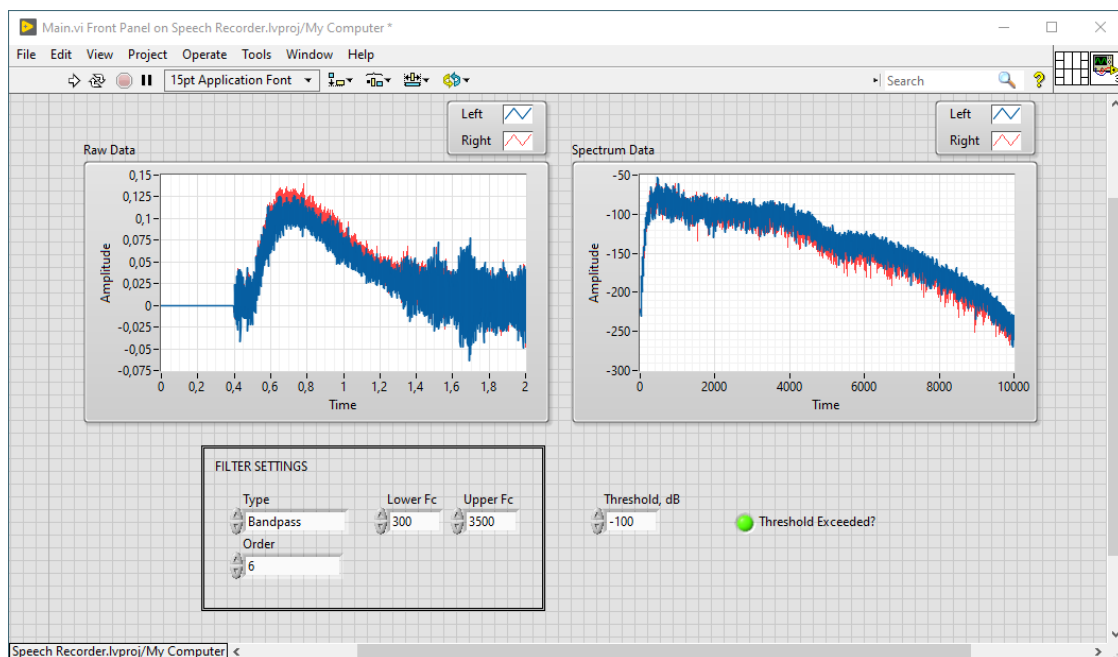 Main.vi Front Panel on Speech Recorder.lvproj/My Computer *
File Edit View Project Operate Tools Window Help
15pt Application Font
Search
?
Left
Right
Raw Data
Amplitude
0,15
0,125
0,1
0,075
0,05
0,025
0
-0,025
-0,05
-0,075
0 0,2 0,4 0,6 0,8 1 1,2 1,4 1,6 1,8 2
Time
Left
Right
Spectrum Data
Amplitude
-50
-100
-150
-200
-250
-300
0 2000 4000 6000 8000 10000
Time
FILTER SETTINGS
Type Lower Fc Upper Fc
Bandpass 300 3500
Order
6
Threshold, dB
-100
Threshold Exceeded?
Speech Recorder.lvproj/My Computer